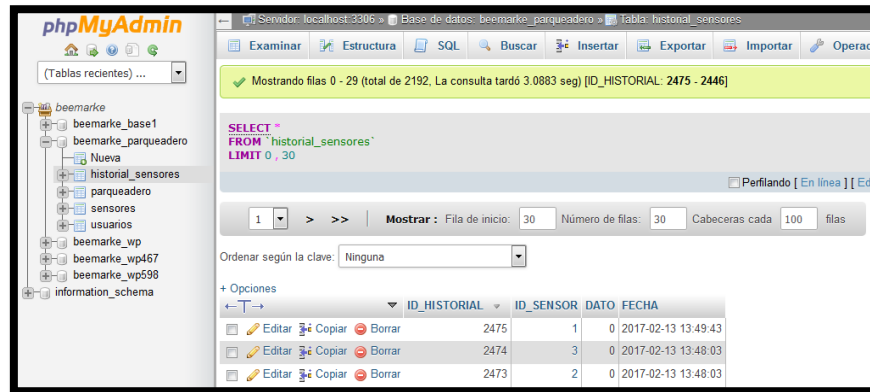 phpMyAdmin
(Tablas recientes) ...
beemarke
beemarke_base1
beemarke_parqueadero
Nueva
historial_sensores
parqueadero
sensores
usuarios
beemarke_wp
beemarke_wp467
beemarke_wp598
information_schema
Servidor: localhost:3306 » Base de datos: beemarke_parqueadero » Tabla: historial_sensores
Examinar Estructura SQL Buscar Insertar Exportar Importar Operac
Mostrando filas 0 - 29 (total de 2192, La consulta tardó 3.0883 seg) [ID_HISTORIAL: 2475 - 2446]
SELECT *
FROM `historial_sensores`
LIMIT 0 , 30
Perfilando [ En línea ] [ Ed
1 > >> | Mostrar : Fila de inicio: 30 Número de filas: 30 Cabeceras cada 100 filas
Ordenar según la clave: Ninguna
+ Opciones
←T→ ID_HISTORIAL ID_SENSOR DATO FECHA
Editar Copiar Borrar 2475 1 0 2017-02-13 13:49:43
Editar Copiar Borrar 2474 3 0 2017-02-13 13:48:03
Editar Copiar Borrar 2473 2 0 2017-02-13 13:48:03